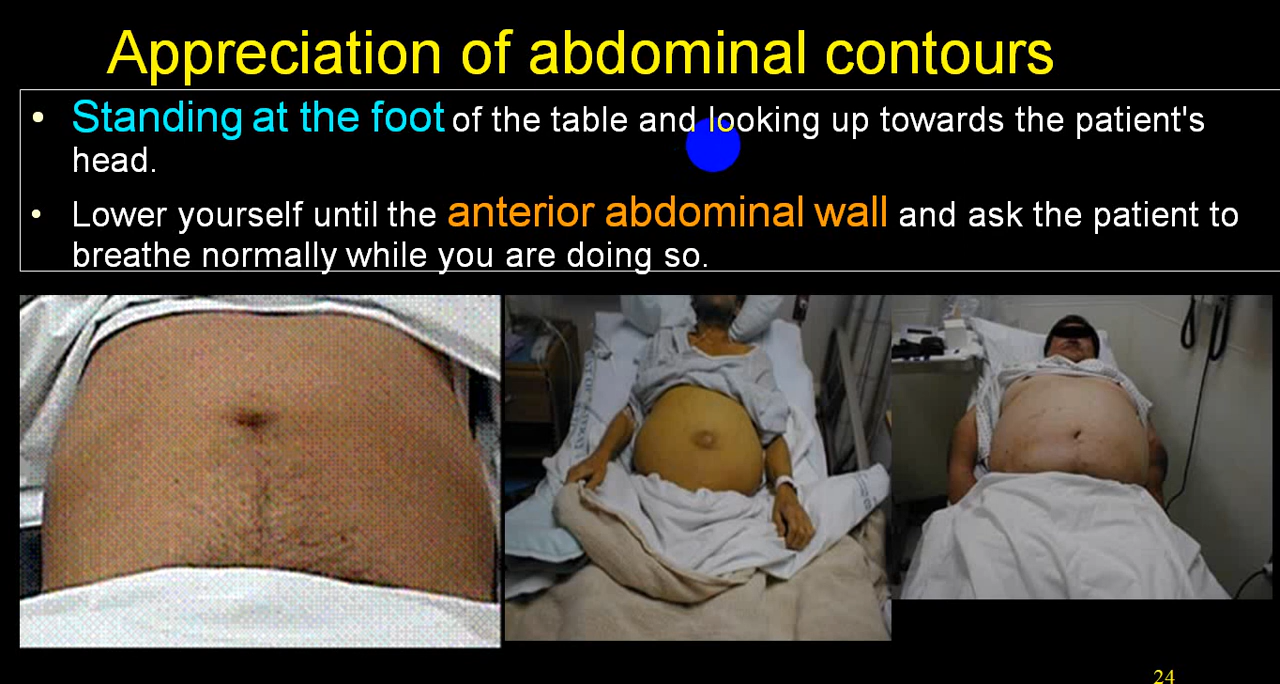 Appreciation of abdominal contours
• Standing at the foot of the table and looking up towards the patient's
head.
• Lower yourself until the anterior abdominal wall and ask the patient to
breathe normally while you are doing so.
24